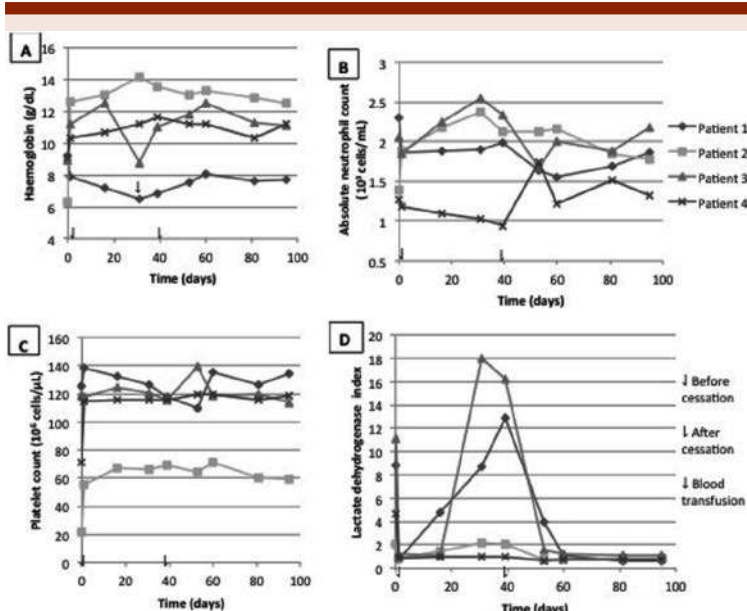 A
Haemoglobin (g/dL)
16
14
12
10
8
6
4
0
20
40
60
80
100
Time (days)
B
Absolute neutrophil count
(10³ cells/mL)
3
2.5
2
1.5
1
0.5
0
20
40
60
80
100
Time (days)
Patient 1
Patient 2
Patient 3
Patient 4
C
Platelet count (10⁶ cells/µL)
160
140
120
100
80
60
40
20
0
0
20
40
60
80
100
Time (days)
D
Lactate dehydrogenase index
20
18
16
14
12
10
8
6
4
2
0
0
20
40
60
80
100
Time (days)
↓ Before
cessation
↓ After
cessation
↓ Blood
transfusion